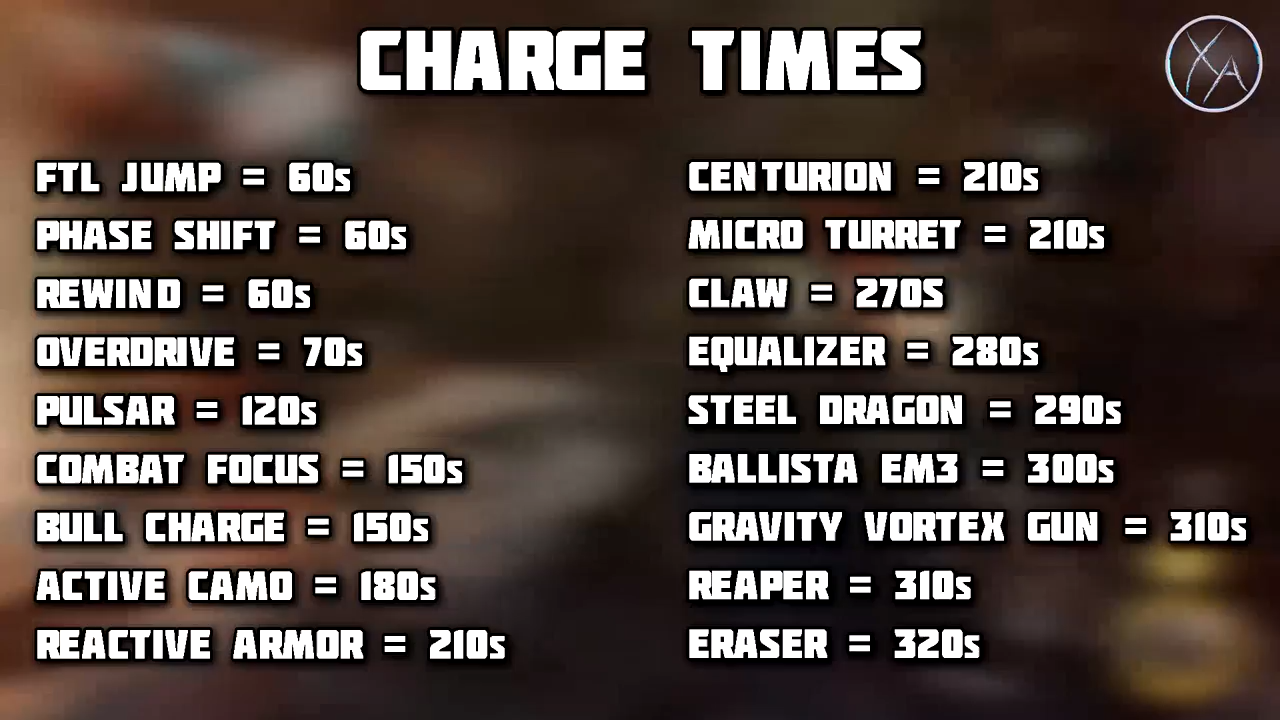 CHARGE TIMES
XA
FTL JUMP = 60s
PHASE SHIFT = 60s
REWIND = 60s
OVERDRIVE = 70s
PULSAR = 120s
COMBAT FOCUS = 150s
BULL CHARGE = 150s
ACTIVE CAMO = 180s
REACTIVE ARMOR = 210s
CENTURION = 210s
MICRO TURRET = 210s
CLAW = 270S
EQUALIZER = 280s
STEEL DRAGON = 290s
BALLISTA EM3 = 300s
GRAVITY VORTEX GUN = 310s
REAPER = 310s
ERASER = 320s